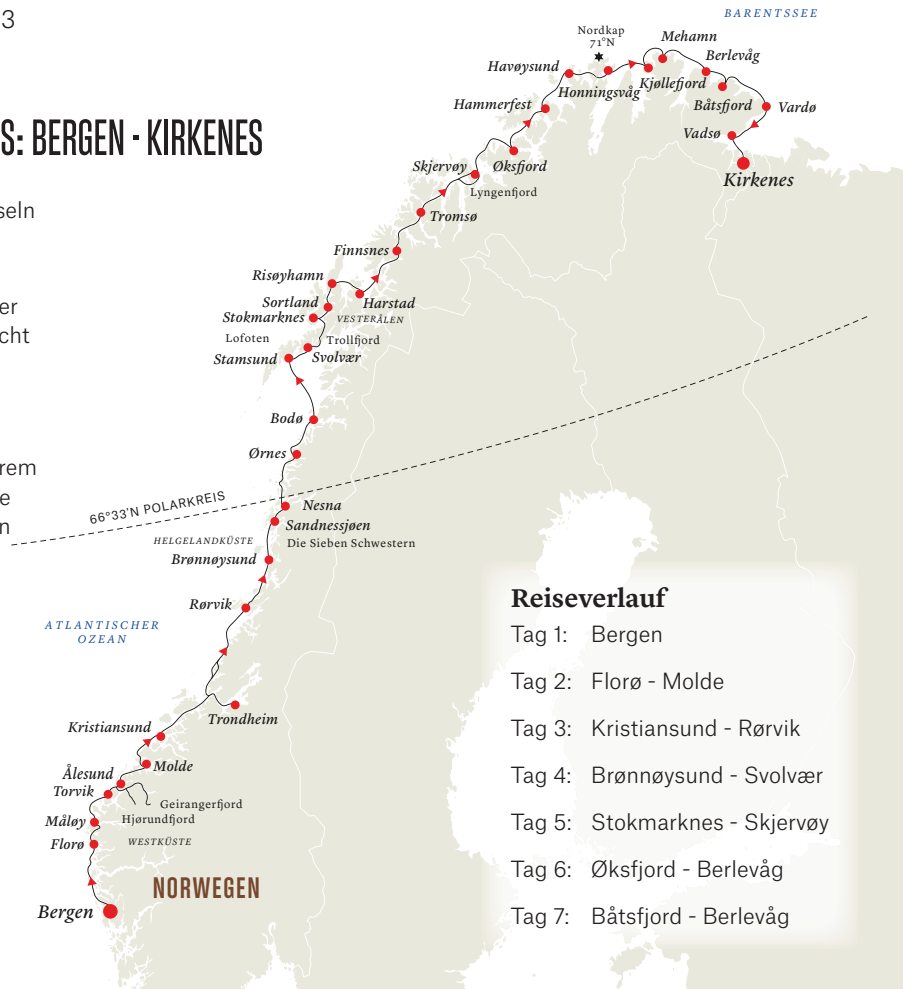 3
S: BERGEN - KIRKENES
seln
er
cht
rem
e
n
BARENTSSEE
Nordkap
71°N
Mehamn
Berlevåg
Havøysund
Honningsvåg
Kjøllefjord
Hammerfest
Båtsfjord
Vardø
Vadsø
Kirkenes
Skjervøy
Øksfjord
Lyngenfjord
Tromsø
Finnsnes
Risøyhamn
Harstad
Sortland
Stokmarknes
VESTERÅLEN
Lofoten
Trollfjord
Stamsund
Svolvær
Bodø
Ørnes
66°33'N POLARKREIS
Nesna
Sandnessjøen
Die Sieben Schwestern
HELGELANDKÜSTE
Brønnøysund
Rørvik
ATLANTISCHER
OZEAN
Trondheim
Kristiansund
Molde
Ålesund
Torvik
Geirangerfjord
Hjørundfjord
Måløy
Florø
WESTKÜSTE
NORWEGEN
Bergen
Reiseverlauf
Tag 1: Bergen
Tag 2: Florø - Molde
Tag 3: Kristiansund - Rørvik
Tag 4: Brønnøysund - Svolvær
Tag 5: Stokmarknes - Skjervøy
Tag 6: Øksfjord - Berlevåg
Tag 7: Båtsfjord - Berlevåg